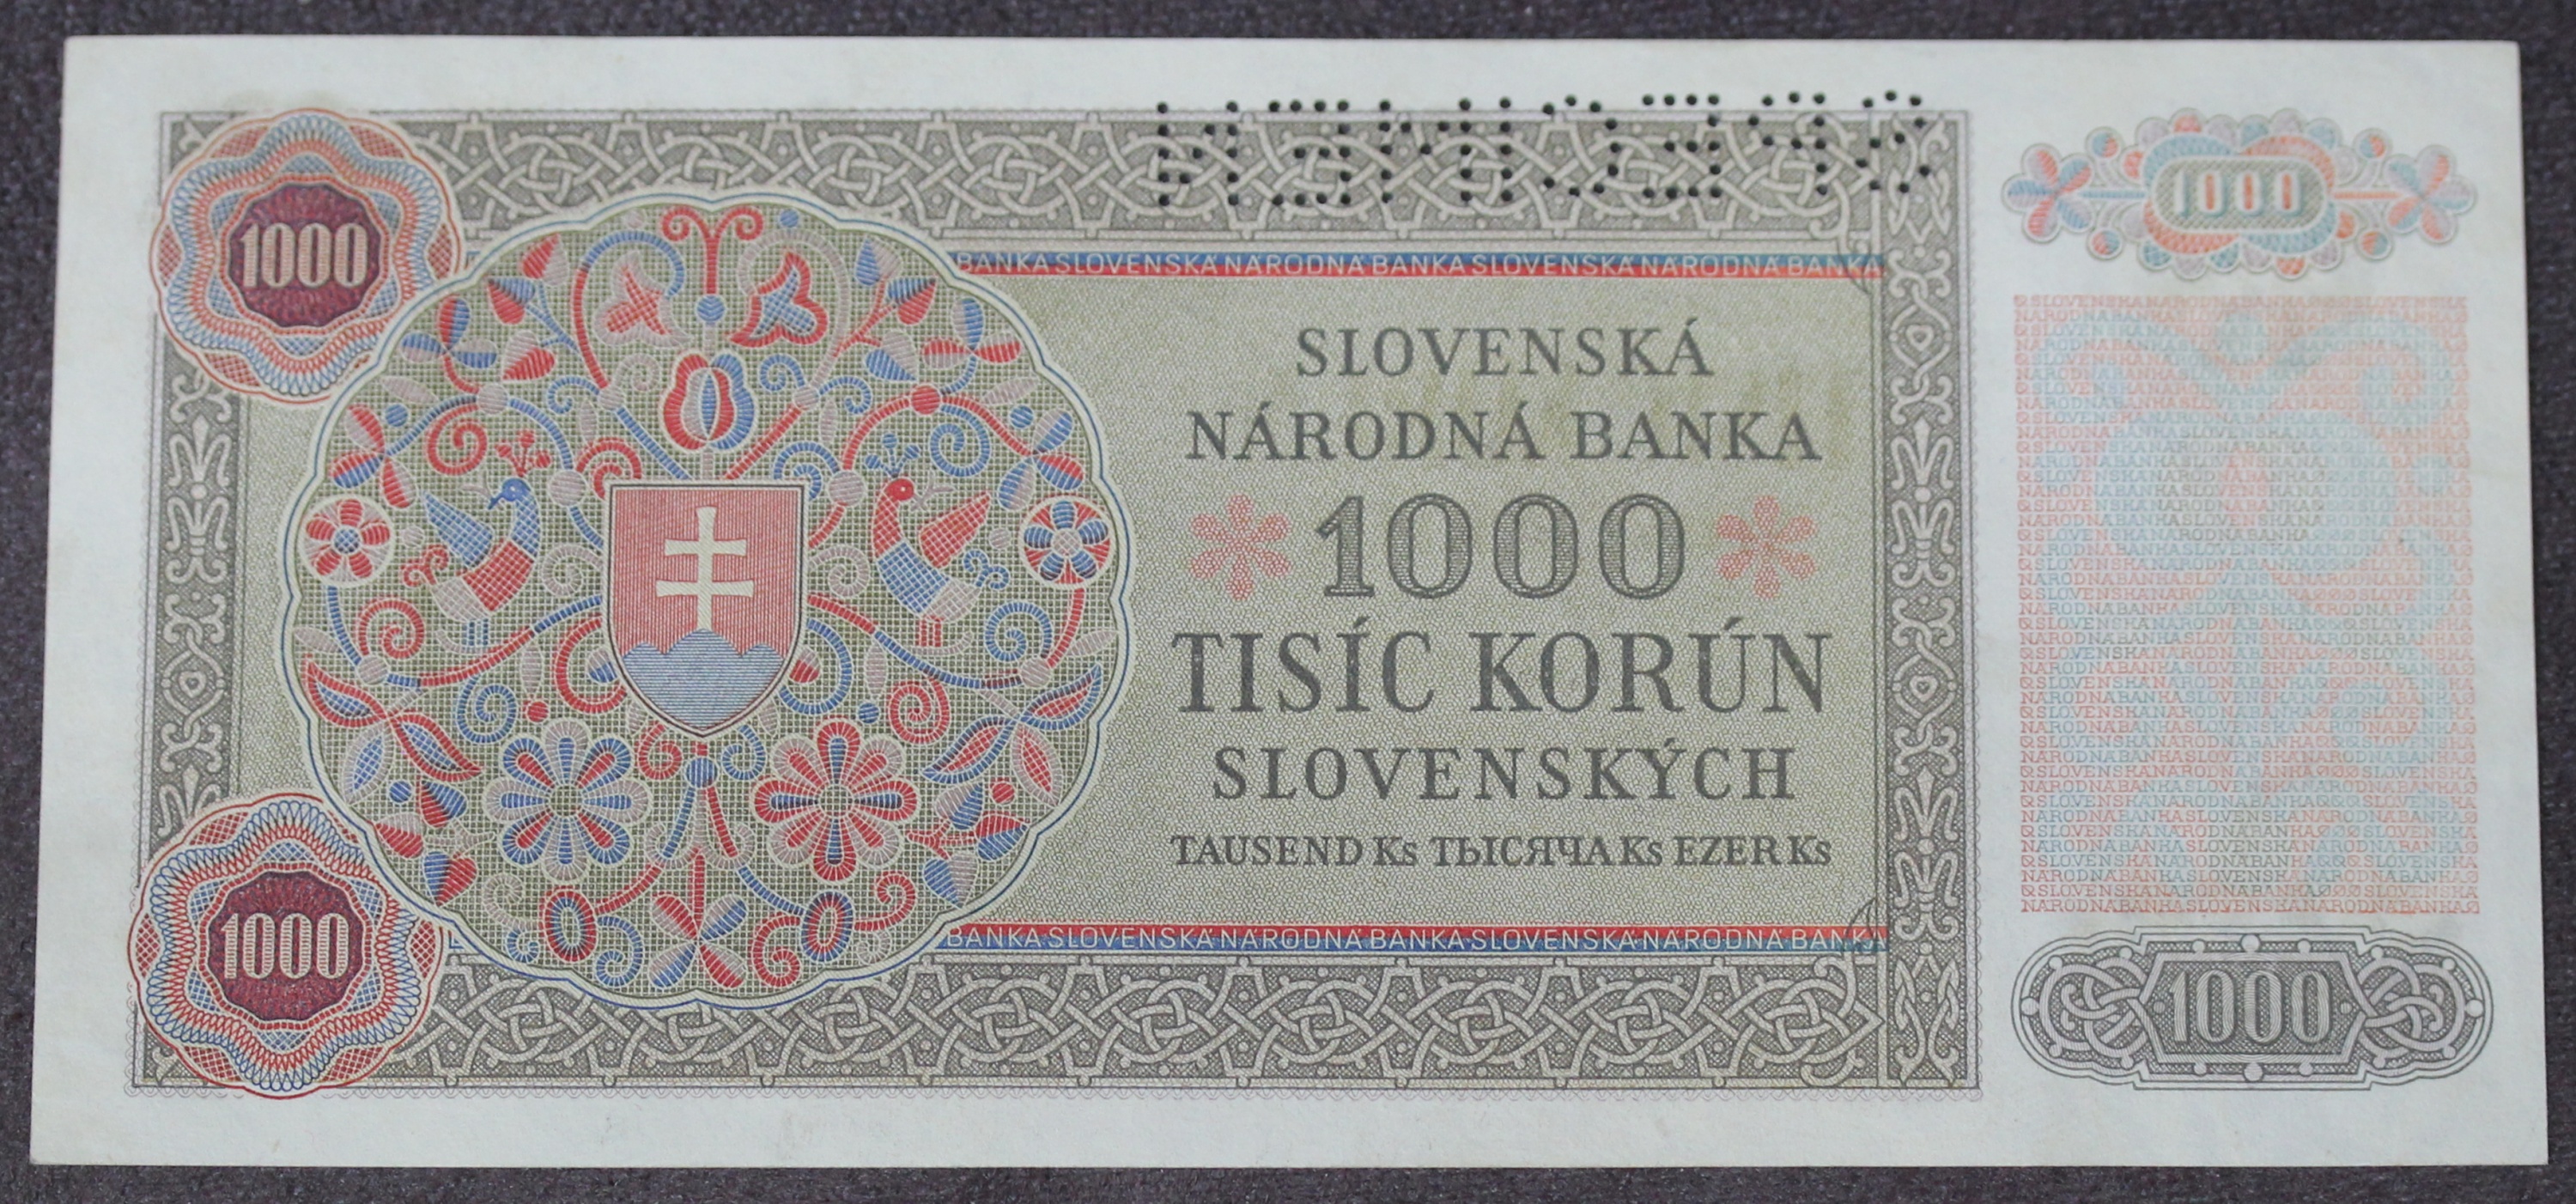 SPECIMEN
1000
1000
BANKA SLOVENSKÁ NÁRODNÁ BANKA SLOVENSKÁ NÁRODNÁ BANKA
SLOVENSKÁ
NÁRODNÁ BANKA
1000
TISÍC KORÚN
SLOVENSKÝCH
TAUSEND Ks ТЫСЯЧА Ks EZER Ks
BANKA SLOVENSKÁ NÁRODNÁ BANKA SLOVENSKÁ NÁRODNÁ BANKA
1000
1000